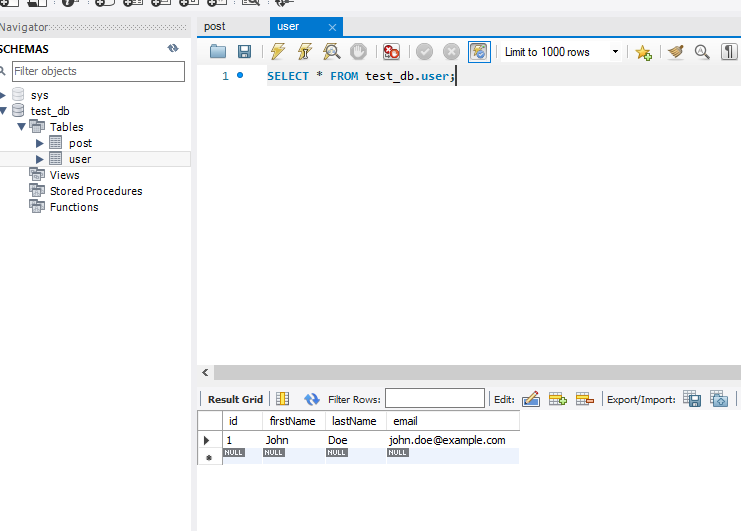 Navigator
SCHEMAS
Filter objects
sys
test_db
Tables
post
user
Views
Stored Procedures
Functions
post
user
Limit to 1000 rows
1
SELECT * FROM test_db.user;
Result Grid Filter Rows: Edit: Export/Import:
id firstName lastName email
1 John Doe john.doe@example.com
NULL NULL NULL NULL